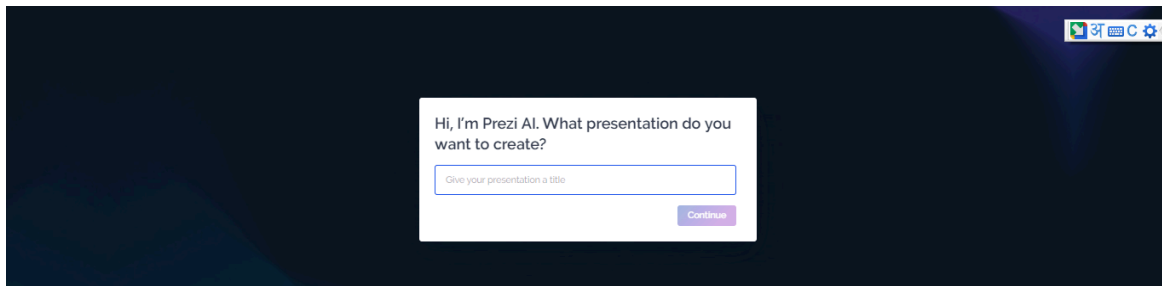 अ C
Hi, I'm Prezi AI. What presentation do you
want to create?
Give your presentation a title
Continue